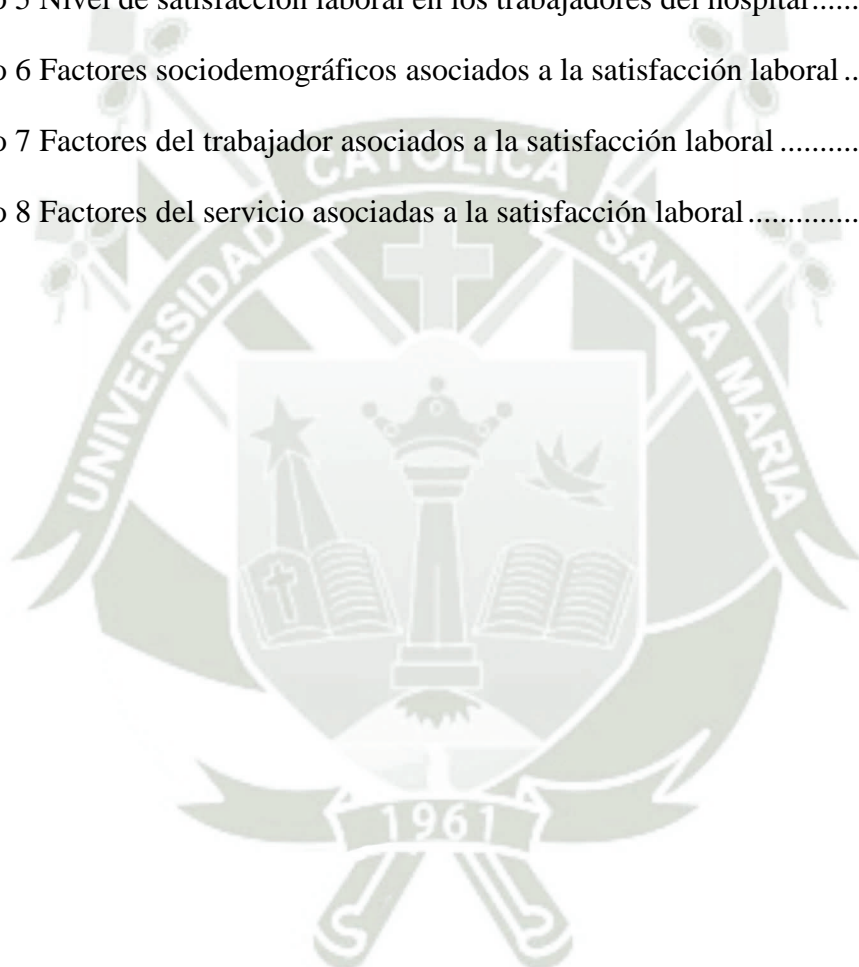 o 5 Nivel de satisfacción laboral en los trabajadores del hospital......
o 6 Factores sociodemográficos asociados a la satisfacción laboral ..
o 7 Factores del trabajador asociados a la satisfacción laboral ..........
o 8 Factores del servicio asociadas a la satisfacción laboral .............
UNIVERSIDAD CATOLICA SANTA MARIA
1961